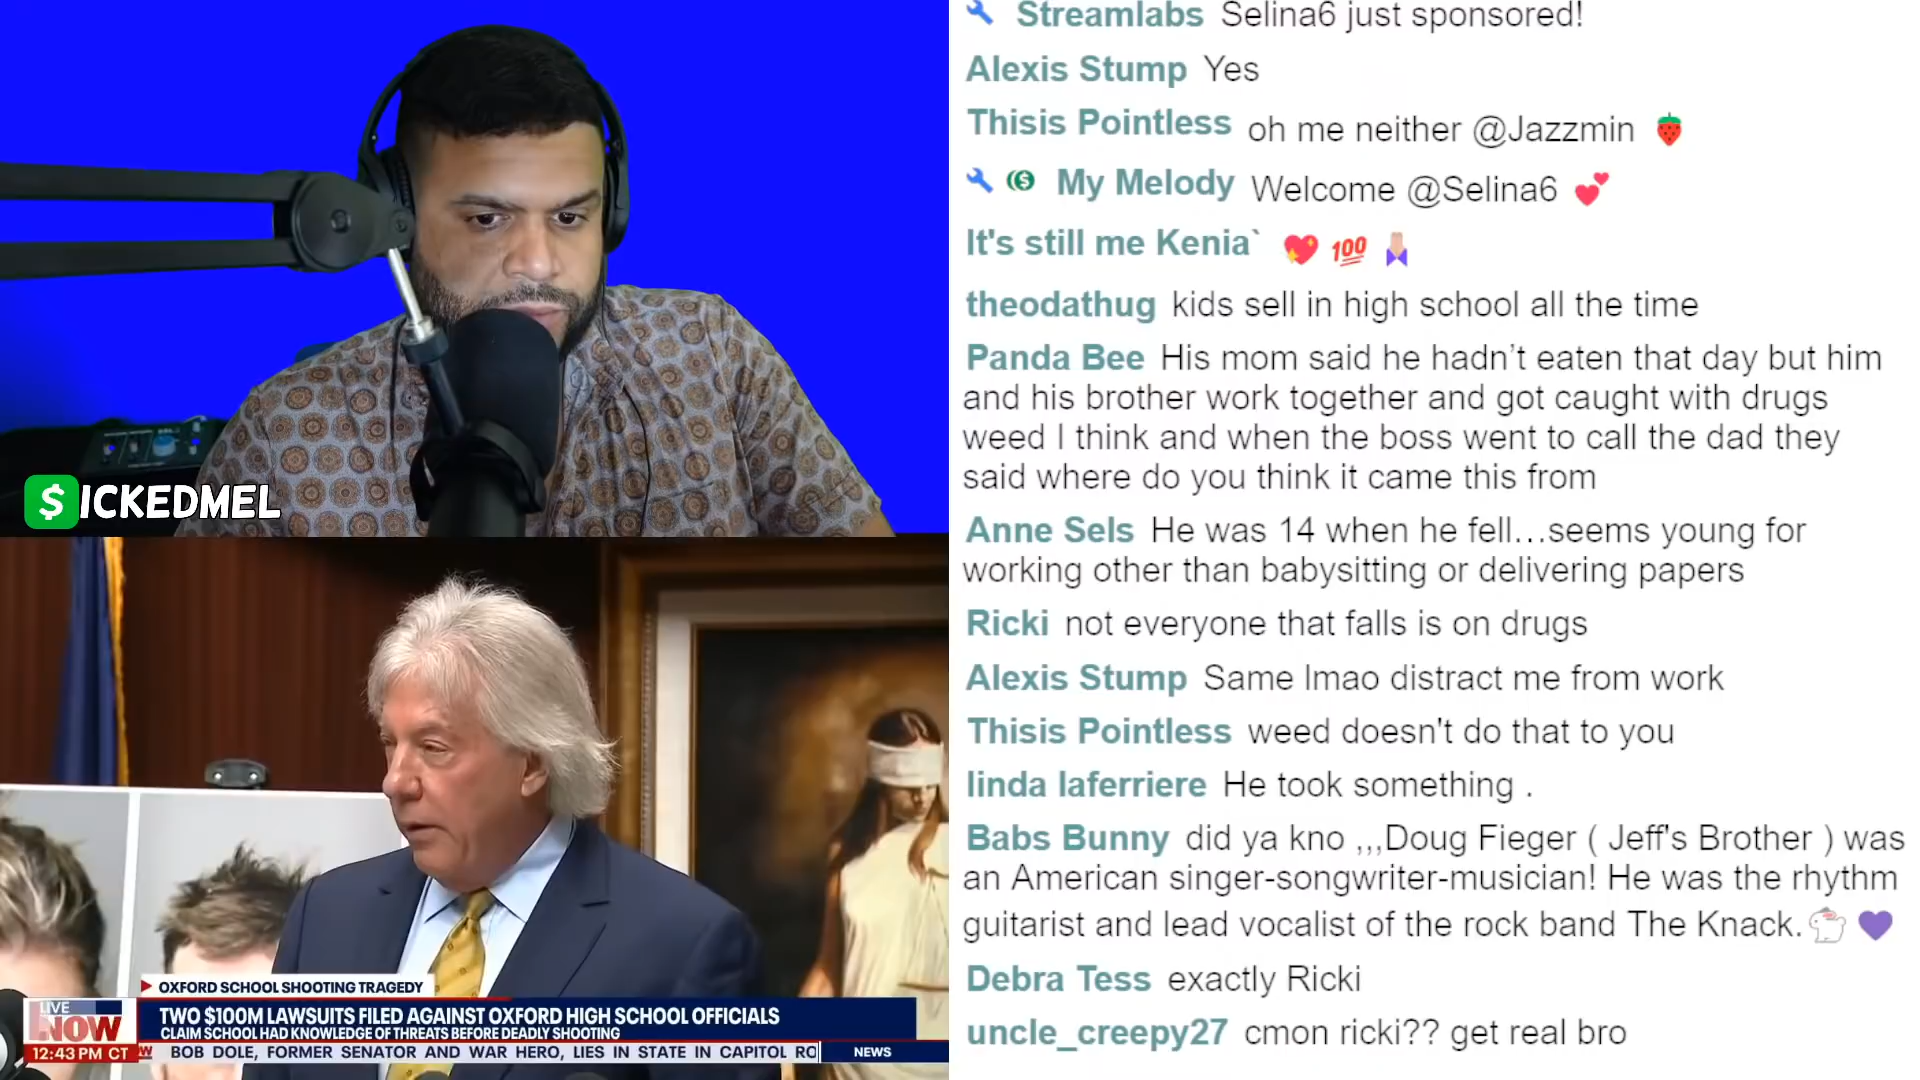 $ICKEDMEL
OXFORD SCHOOL SHOOTING TRAGEDY
TWO $100M LAWSUITS FILED AGAINST OXFORD HIGH SCHOOL OFFICIALS
CLAIM SCHOOL HAD KNOWLEDGE OF THREATS BEFORE DEADLY SHOOTING
LIVE
NOW
12:43 PM CT
BOB DOLE, FORMER SENATOR AND WAR HERO, LIES IN STATE IN CAPITOL RO
NEWS
Streamlabs Selina6 just sponsored!
Alexis Stump Yes
Thisis Pointless oh me neither @Jazzmin 🍓
My Melody Welcome @Selina6 💕
It's still me Kenia` 💖 💯 🙏
theodathug kids sell in high school all the time
Panda Bee His mom said he hadn’t eaten that day but him
and his brother work together and got caught with drugs
weed I think and when the boss went to call the dad they
said where do you think it came this from
Anne Sels He was 14 when he fell…seems young for
working other than babysitting or delivering papers
Ricki not everyone that falls is on drugs
Alexis Stump Same lmao distract me from work
Thisis Pointless weed doesn't do that to you
linda laferriere He took something .
Babs Bunny did ya kno ,,,Doug Fieger ( Jeff's Brother ) was
an American singer-songwriter-musician! He was the rhythm
guitarist and lead vocalist of the rock band The Knack.🐇 💜
Debra Tess exactly Ricki
uncle_creepy27 cmon ricki?? get real bro